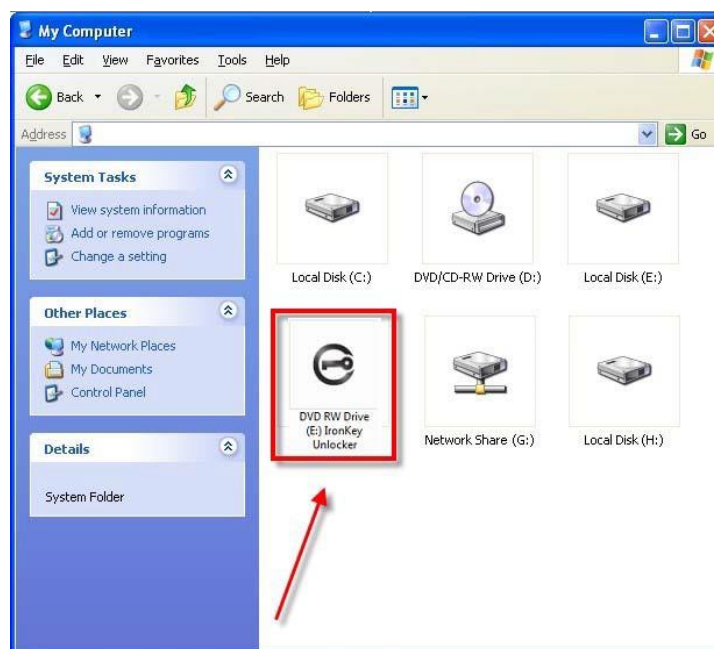 My Computer
File Edit View Favorites Tools Help
Back Search Folders
Address Go
System Tasks
View system information
Add or remove programs
Change a setting
Other Places
My Network Places
My Documents
Control Panel
Details
System Folder
Local Disk (C:) DVD/CD-RW Drive (D:) Local Disk (E:)
DVD RW Drive
(E:) IronKey
Unlocker
Network Share (G:) Local Disk (H:)